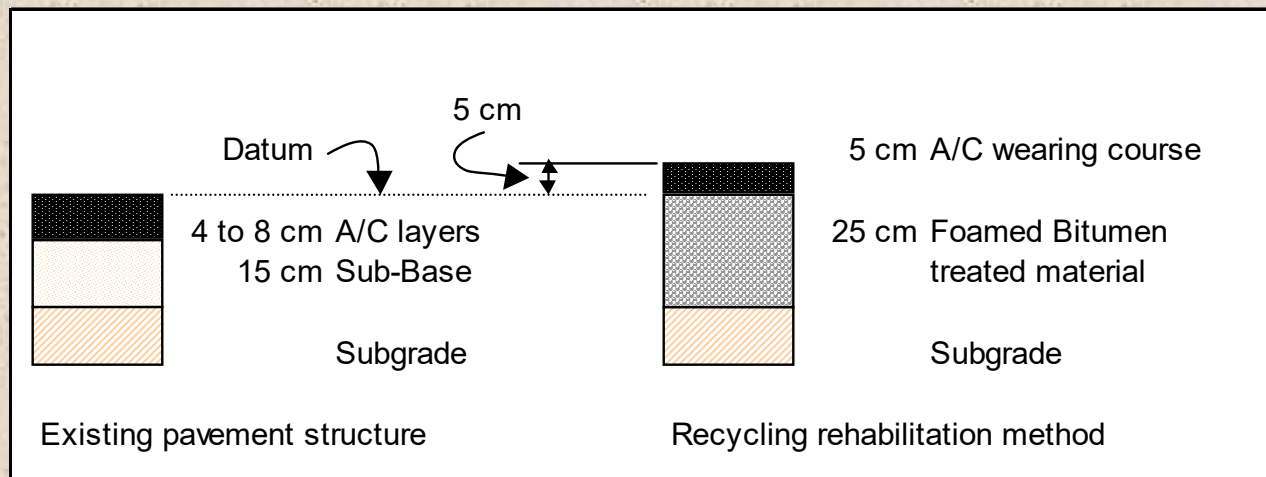 5 cm
Datum
5 cm A/C wearing course
4 to 8 cm A/C layers
15 cm Sub-Base
25 cm Foamed Bitumen
treated material
Subgrade
Subgrade
Existing pavement structure
Recycling rehabilitation method